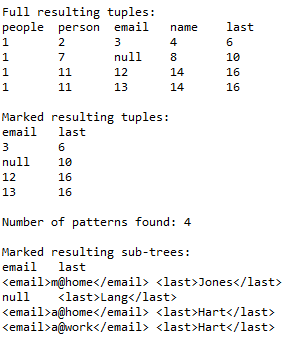 Full resulting tuples:
people person email name last
1 2 3 4 6
1 7 null 8 10
1 11 12 14 16
1 11 13 14 16
Marked resulting tuples:
email last
3 6
null 10
12 16
13 16
Number of patterns found: 4
Marked resulting sub-trees:
email last
<email>m@home</email> <last>Jones</last>
null <last>Lang</last>
<email>a@home</email> <last>Hart</last>
<email>a@work</email> <last>Hart</last>